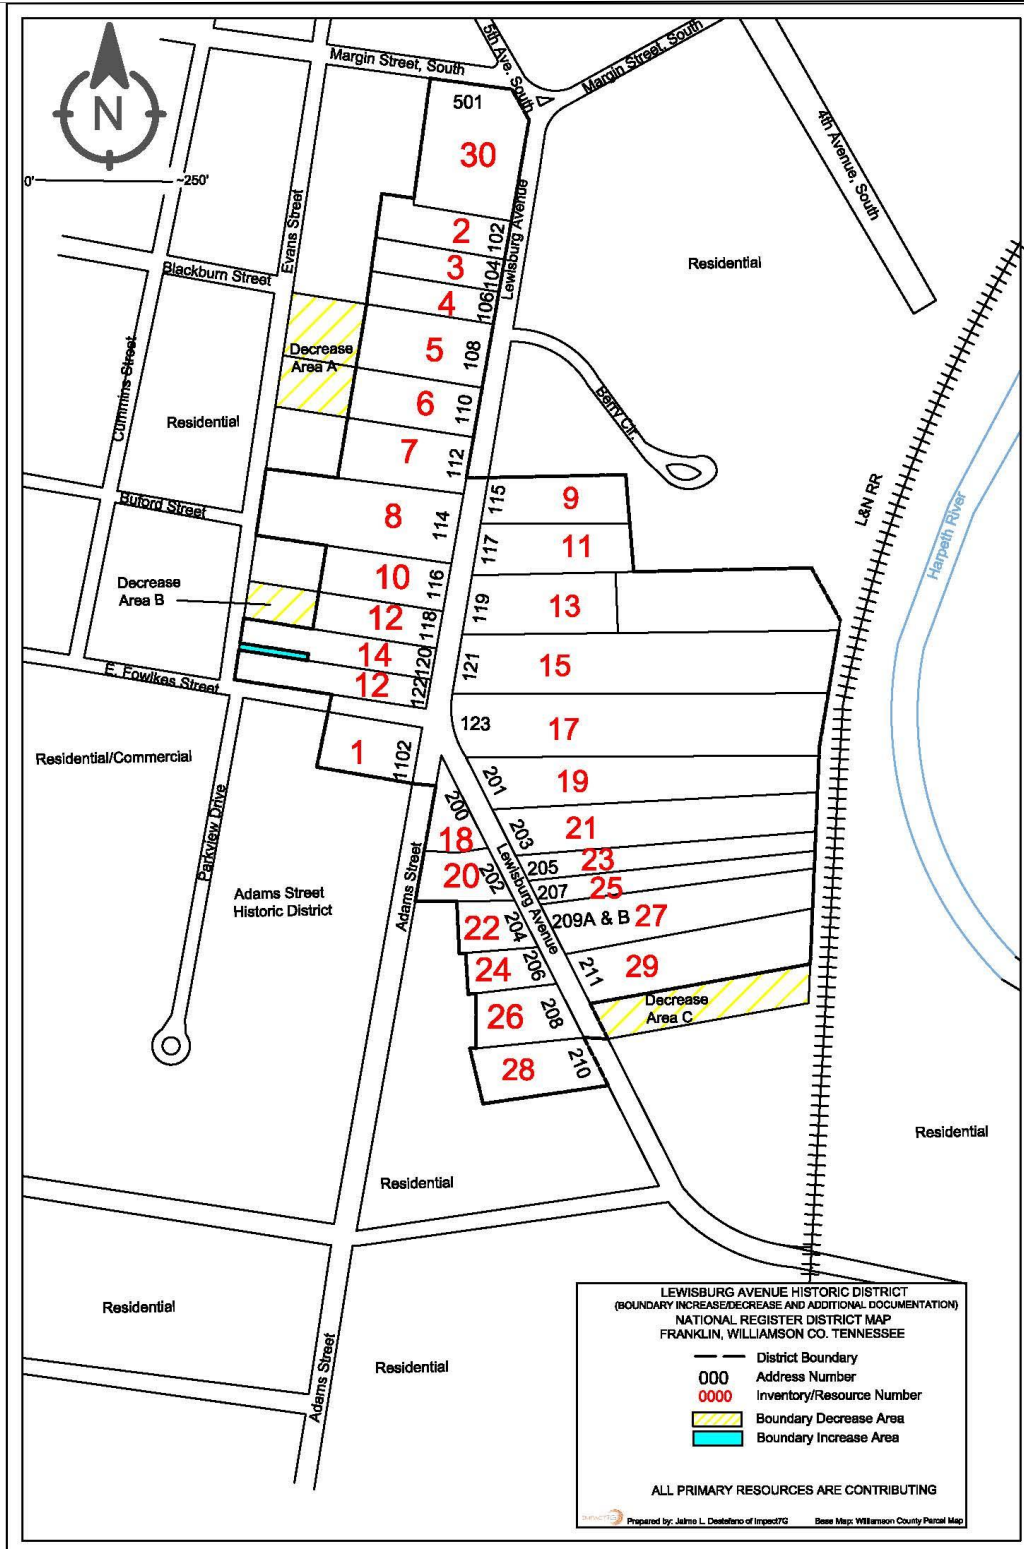 Margin Street, South
5th Ave. South
Margin Street, South
4th Avenue, South
N
0'
~250'
501
30
Lewisburg Avenue
2
102
3
104
4
106
5
108
6
110
7
112
8
114
10
116
12
118
14
120
12
122
1
1102
Evans Street
Blackburn Street
Cummins Street
Decrease
Area A
Residential
Residential
Berry Cir.
L&N RR
Harpeth River
Buford Street
Decrease
Area B
E. Fowlkes Street
115
9
117
11
119
13
121
15
123
17
201
19
203
21
205
23
207
25
209A & B
27
211
29
Decrease
Area C
200
18
202
20
204
22
206
24
208
26
210
28
Lewisburg Avenue
Residential/Commercial
Parkview Drive
Adams Street
Historic District
Adams Street
Residential
Residential
Residential
Residential
Adams Street
LEWISBURG AVENUE HISTORIC DISTRICT
(BOUNDARY INCREASE/DECREASE AND ADDITIONAL DOCUMENTATION)
NATIONAL REGISTER DISTRICT MAP
FRANKLIN, WILLIAMSON CO. TENNESSEE
District Boundary
000 Address Number
0000 Inventory/Resource Number
Boundary Decrease Area
Boundary Increase Area
ALL PRIMARY RESOURCES ARE CONTRIBUTING
IMPACT7G Prepared by: Jaime L. Destefano of Impact7G Base Map: Williamson County Parcel Map